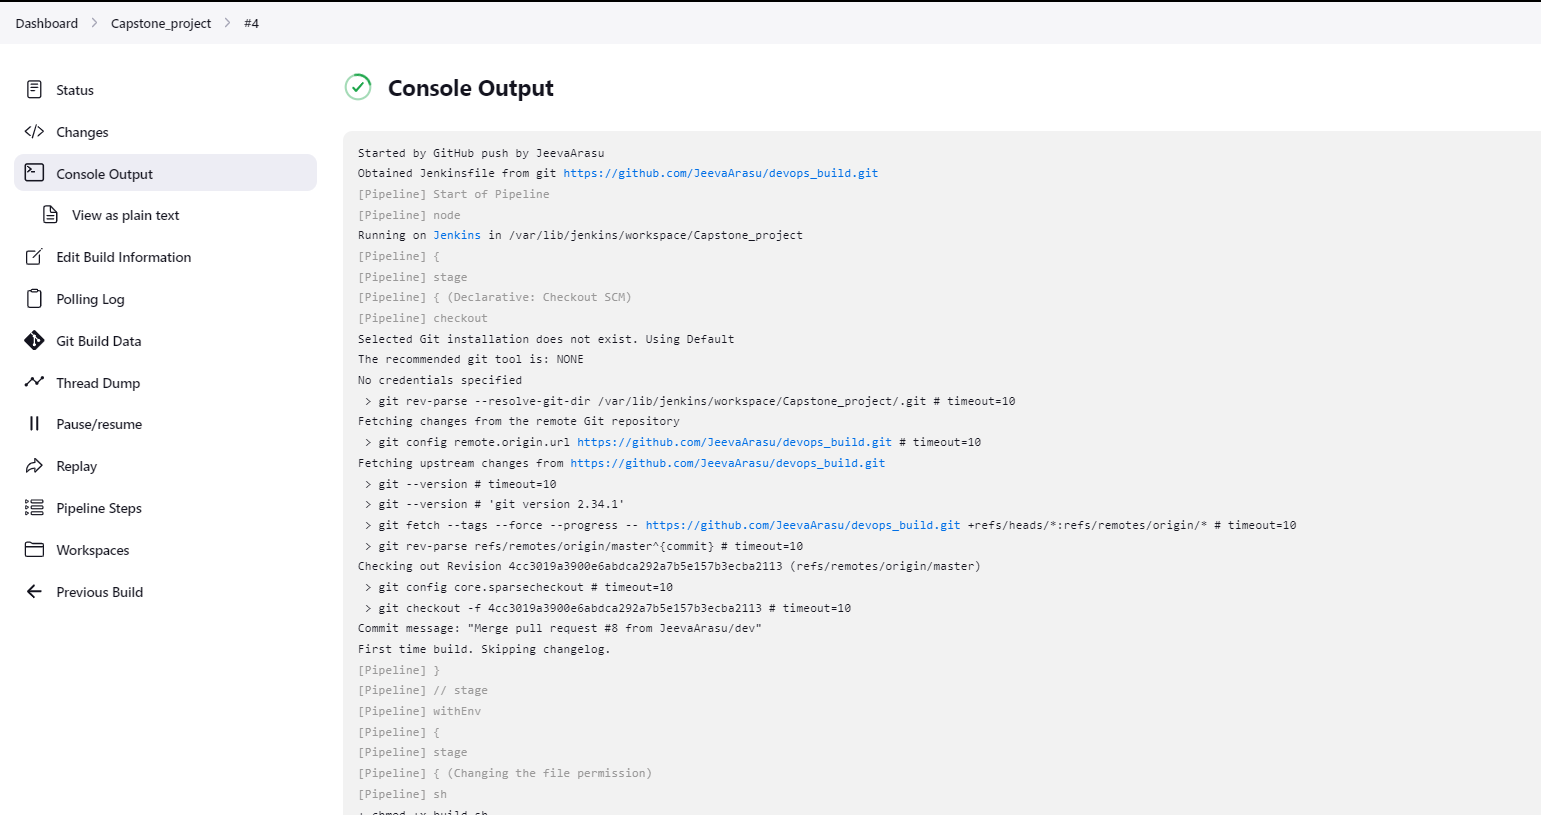 Dashboard
Capstone_project
#4
Status
Changes
Console Output
View as plain text
Edit Build Information
Polling Log
Git Build Data
Thread Dump
Pause/resume
Replay
Pipeline Steps
Workspaces
Previous Build
Console Output
Started by GitHub push by JeevaArasu
Obtained Jenkinsfile from git https://github.com/JeevaArasu/devops_build.git
[Pipeline] Start of Pipeline
[Pipeline] node
Running on Jenkins in /var/lib/jenkins/workspace/Capstone_project
[Pipeline] {
[Pipeline] stage
[Pipeline] { (Declarative: Checkout SCM)
[Pipeline] checkout
Selected Git installation does not exist. Using Default
The recommended git tool is: NONE
No credentials specified
> git rev-parse --resolve-git-dir /var/lib/jenkins/workspace/Capstone_project/.git # timeout=10
Fetching changes from the remote Git repository
> git config remote.origin.url https://github.com/JeevaArasu/devops_build.git # timeout=10
Fetching upstream changes from https://github.com/JeevaArasu/devops_build.git
> git --version # timeout=10
> git --version # 'git version 2.34.1'
> git fetch --tags --force --progress -- https://github.com/JeevaArasu/devops_build.git +refs/heads/*:refs/remotes/origin/* # timeout=10
> git rev-parse refs/remotes/origin/master^{commit} # timeout=10
Checking out Revision 4cc3019a3900e6abdca292a7b5e157b3ecba2113 (refs/remotes/origin/master)
> git config core.sparsecheckout # timeout=10
> git checkout -f 4cc3019a3900e6abdca292a7b5e157b3ecba2113 # timeout=10
Commit message: "Merge pull request #8 from JeevaArasu/dev"
First time build. Skipping changelog.
[Pipeline] }
[Pipeline] // stage
[Pipeline] withEnv
[Pipeline] {
[Pipeline] stage
[Pipeline] { (Changing the file permission)
[Pipeline] sh
+ chmod +x build.sh